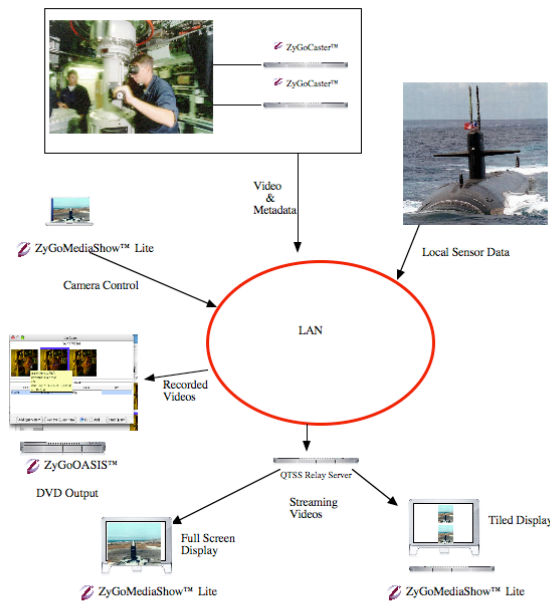 ZyGoCaster™
ZyGoCaster™
Video
&
Metadata
ZyGoMediaShow™ Lite
Local Sensor Data
Camera Control
LAN
Recorded
Videos
ZyGoOASIS™
DVD Output
QTSS Relay Server
Streaming
Videos
Full Screen
Display
Tiled Display
ZyGoMediaShow™ Lite
ZyGoMediaShow™ Lite